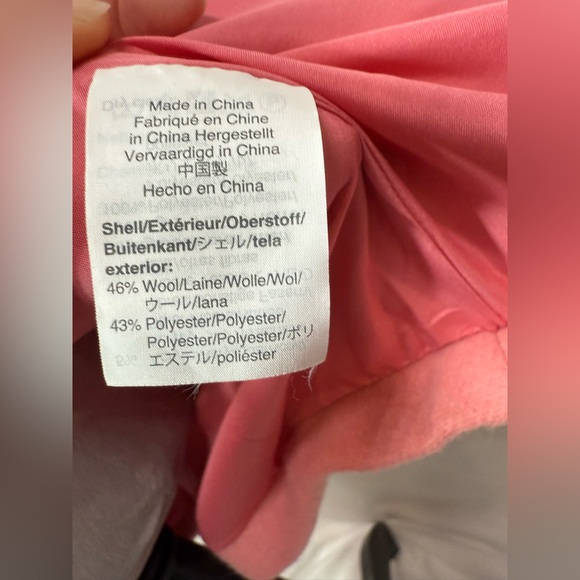 Made in China
Fabriqué en Chine
in China Hergestellt
Vervaardigd in China
中国製
Hecho en China
Shell/Extérieur/Oberstoff/
Buitenkant/シェル/tela
exterior:
46% Wool/Laine/Wolle/Wol/
ウール/lana
43% Polyester/Polyester/
Polyester/Polyester/ポリ
エステル/poliéster